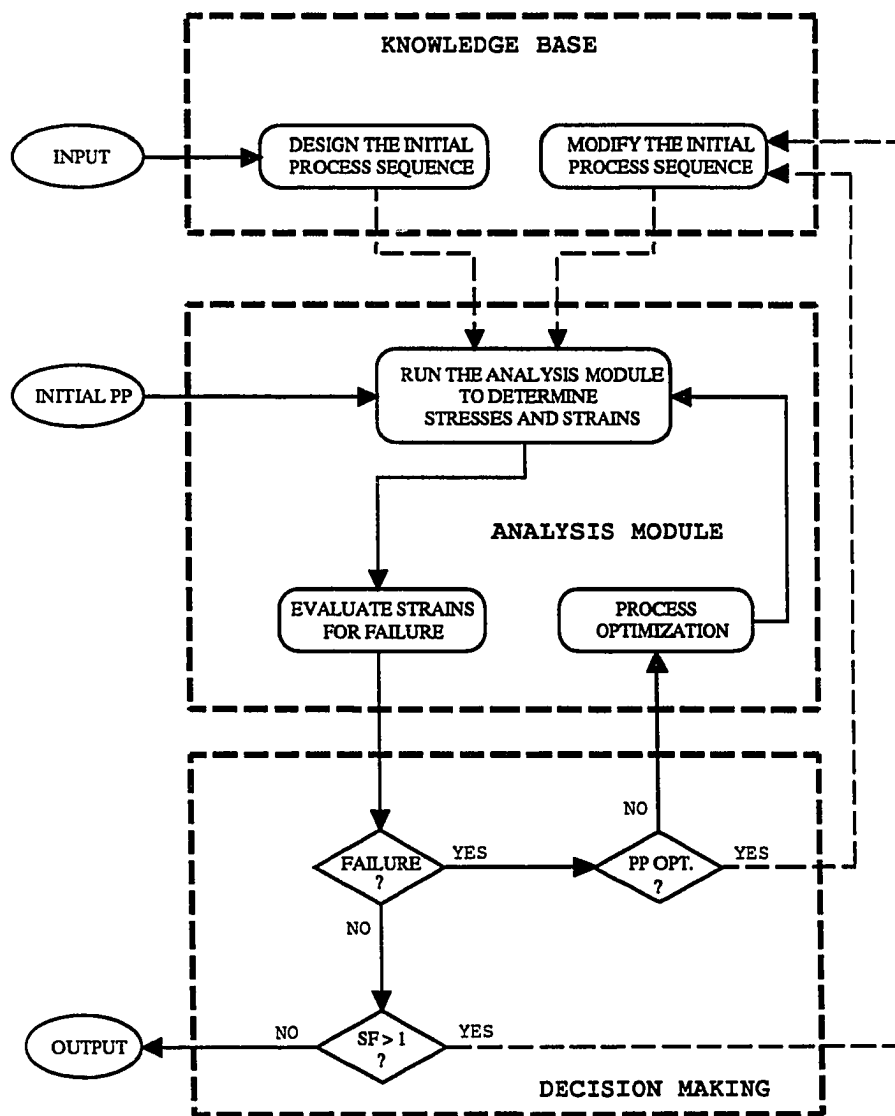 KNOWLEDGE BASE
INPUT
DESIGN THE INITIAL
PROCESS SEQUENCE
MODIFY THE INITIAL
PROCESS SEQUENCE
INITIAL PP
RUN THE ANALYSIS MODULE
TO DETERMINE
STRESSES AND STRAINS
ANALYSIS MODULE
EVALUATE STRAINS
FOR FAILURE
PROCESS
OPTIMIZATION
NO
FAILURE
?
YES
PP OPT.
?
YES
NO
OUTPUT
NO
SF > 1
?
YES
DECISION MAKING